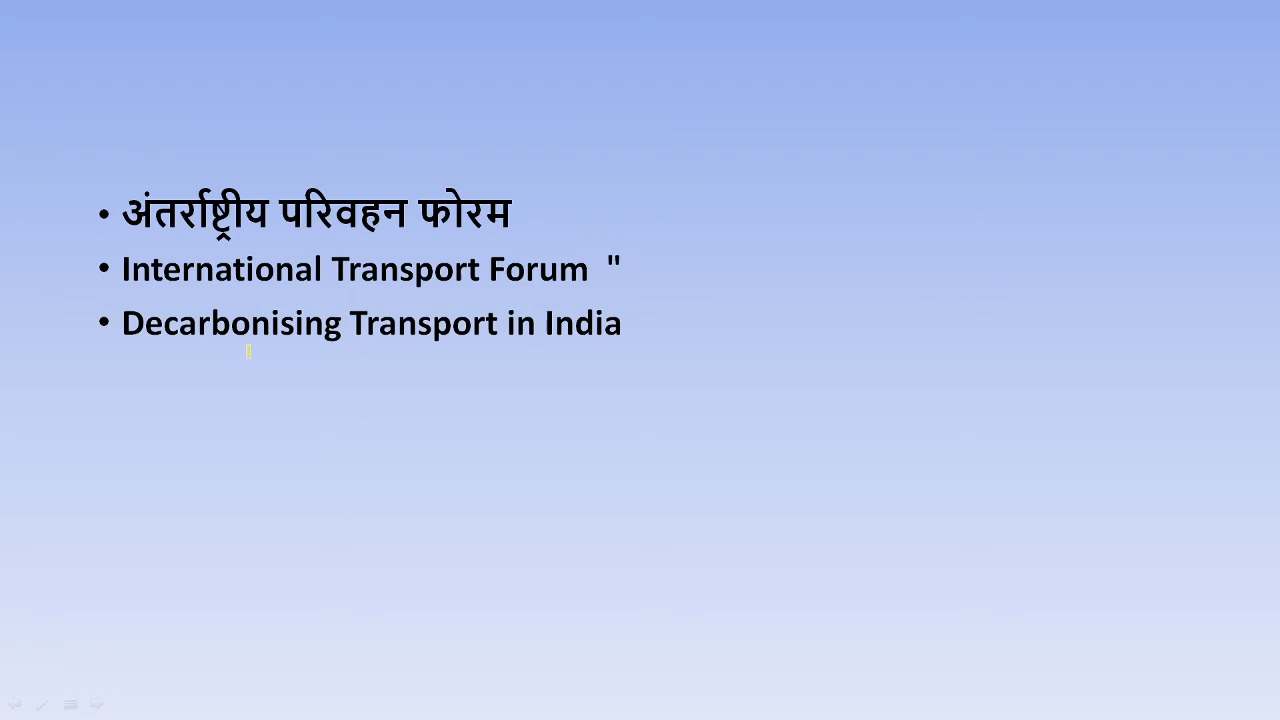 • अंतर्राष्ट्रीय परिवहन फोरम
• International Transport Forum "
• Decarbonising Transport in India